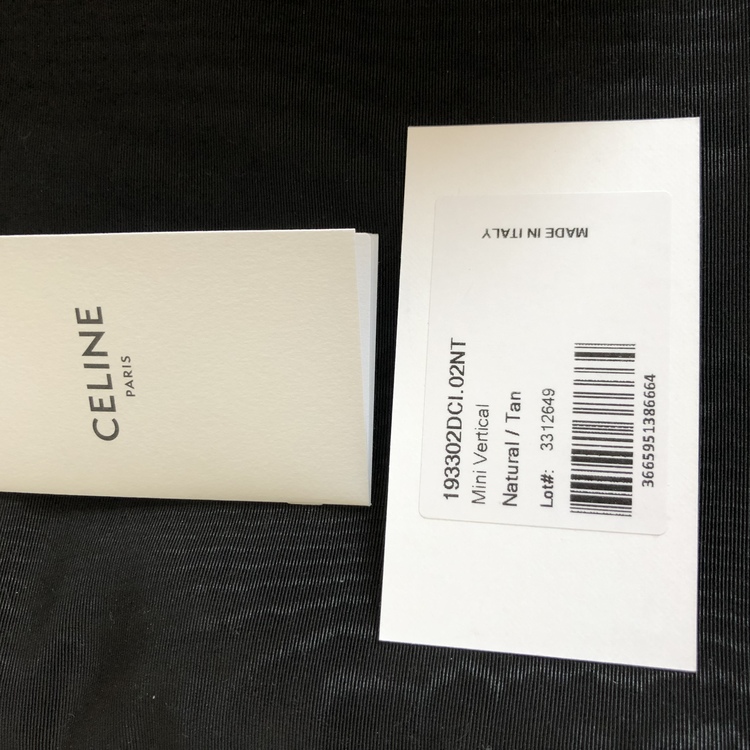 CELINE
PARIS
193302DCI.02NT
Mini Vertical
Natural / Tan
Lot#: 3312649
3665951386664
MADE IN ITALY